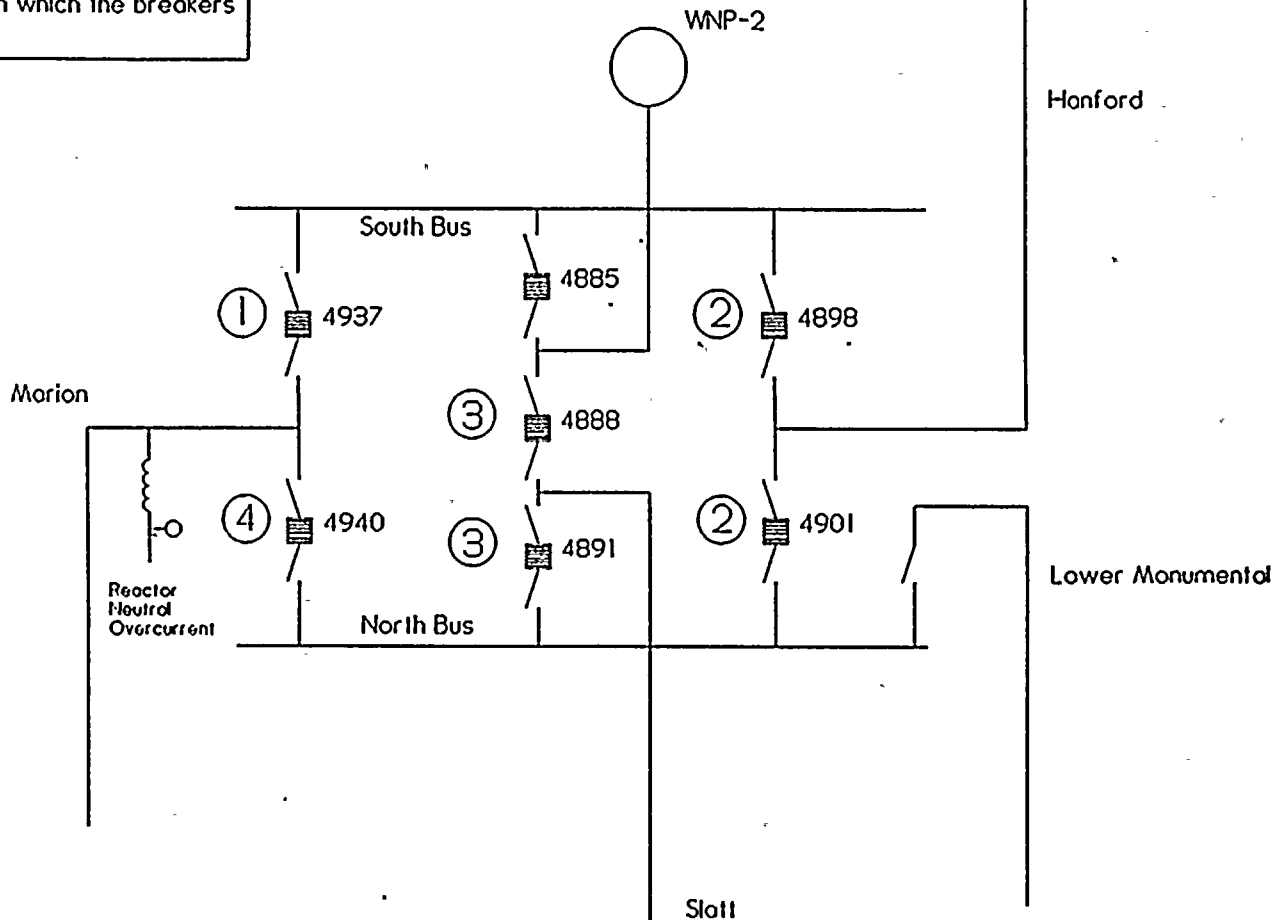 which the breakers
WNP-2
Hanford
South Bus
4885
① 4937
② 4898
Marion
③ 4888
④ 4940
③ 4891
② 4901
Reactor
Neutral
Overcurrent
Lower Monumental
North Bus
Slatt